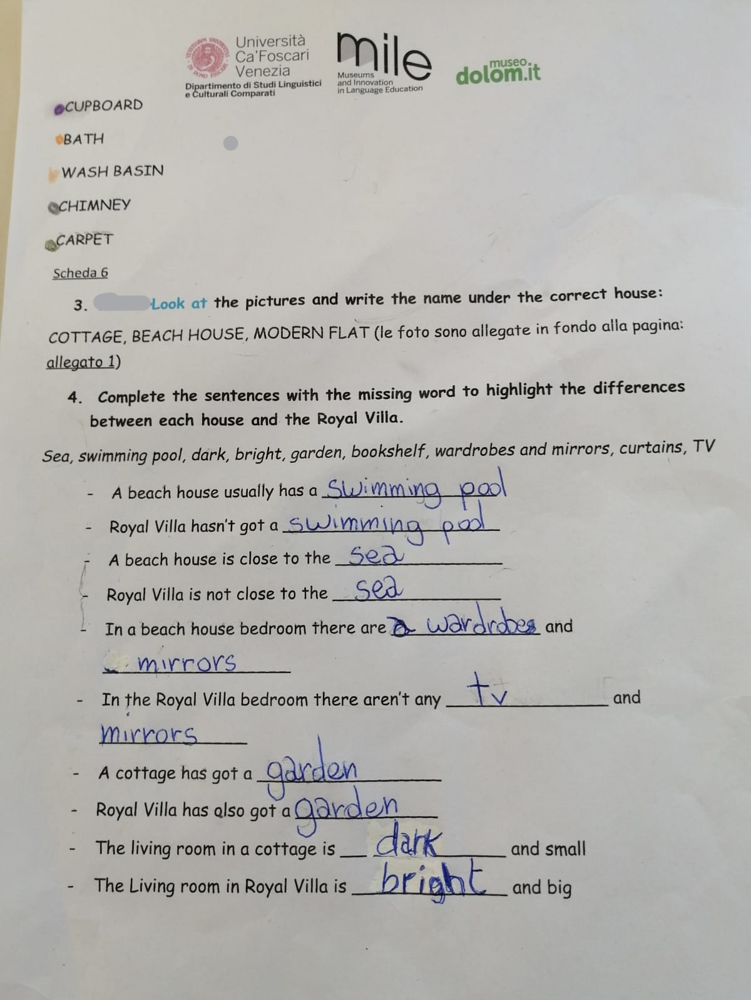 Università
Ca'Foscari
Venezia
Dipartimento di Studi Linguistici
e Culturali Comparati
mile
Museums
and Innovation
in Language Education
museo.
dolom.it
CUPBOARD
BATH
WASH BASIN
CHIMNEY
CARPET
Scheda 6
3. Look at the pictures and write the name under the correct house:
COTTAGE, BEACH HOUSE, MODERN FLAT (le foto sono allegate in fondo alla pagina:
allegato 1)
4. Complete the sentences with the missing word to highlight the differences
between each house and the Royal Villa.
Sea, swimming pool, dark, bright, garden, bookshelf, wardrobes and mirrors, curtains, TV
- A beach house usually has a swimming pool
- Royal Villa hasn't got a swimming pool
- A beach house is close to the sea
- Royal Villa is not close to the sea
- In a beach house bedroom there are wardrobes and
mirrors
- In the Royal Villa bedroom there aren't any tv and
mirrors
- A cottage has got a garden
- Royal Villa has also got a garden
- The living room in a cottage is dark and small
- The Living room in Royal Villa is bright and big